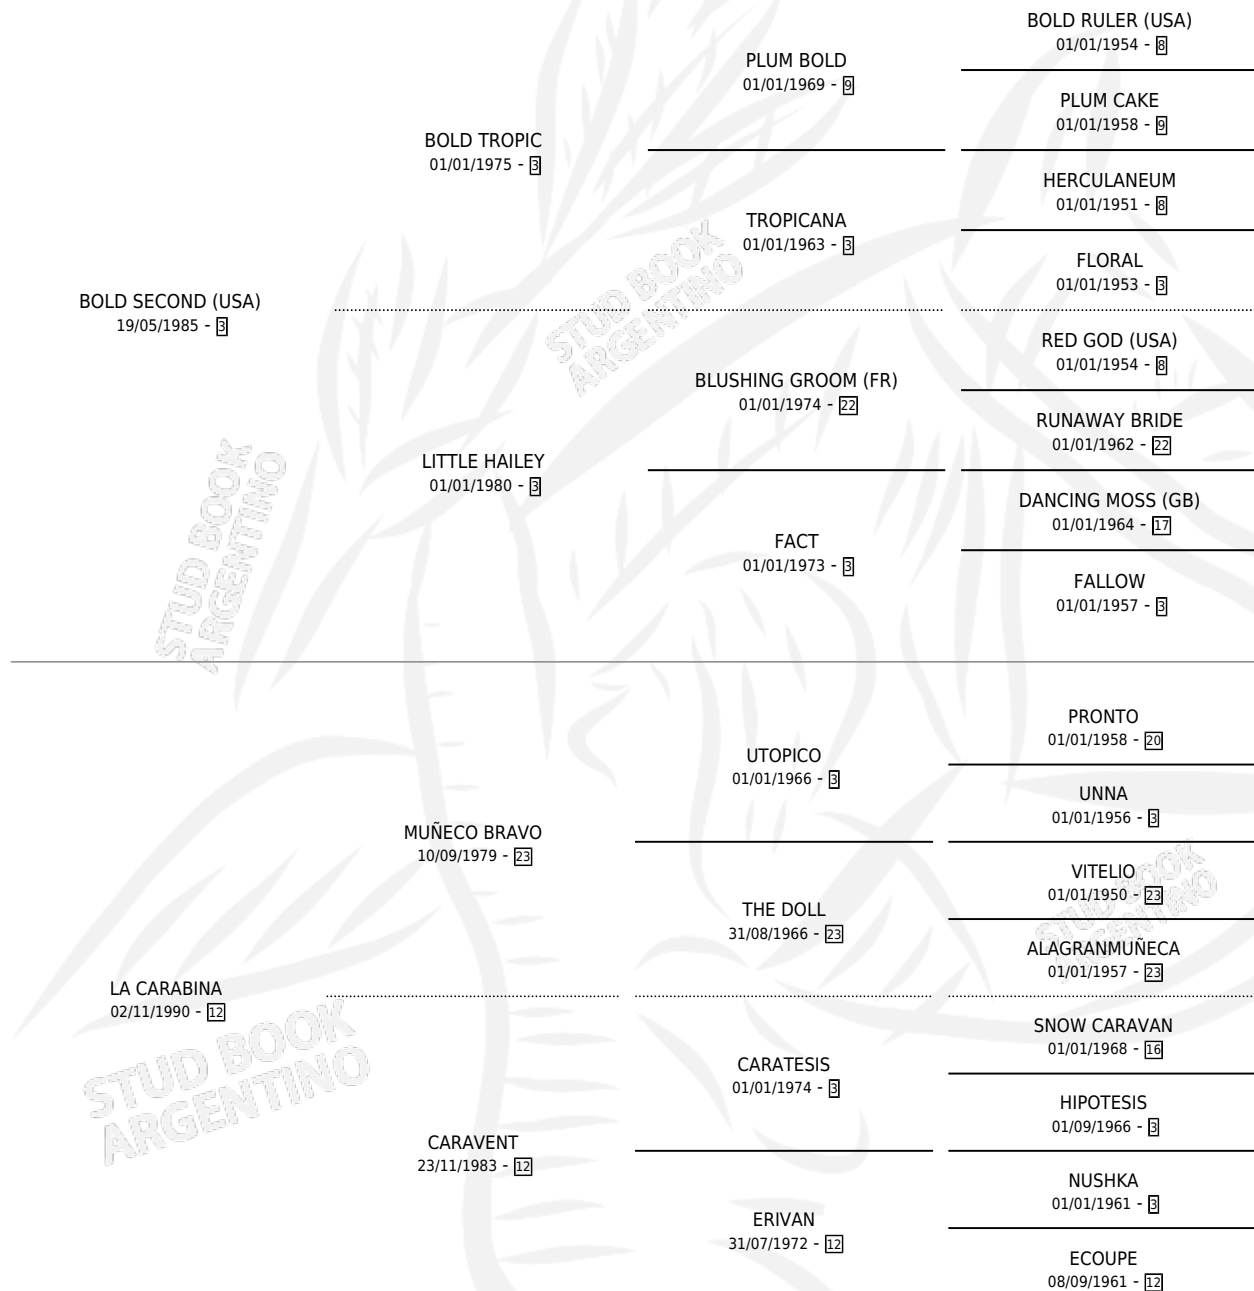 BOLD RULER (USA)
01/01/1954 - 8
PLUM BOLD
01/01/1969 - 9
PLUM CAKE
01/01/1958 - 9
BOLD TROPIC
01/01/1975 - 3
HERCULANEUM
01/01/1951 - 8
TROPICANA
01/01/1963 - 3
FLORAL
01/01/1953 - 3
BOLD SECOND (USA)
19/05/1985 - 3
RED GOD (USA)
01/01/1954 - 8
BLUSHING GROOM (FR)
01/01/1974 - 22
RUNAWAY BRIDE
01/01/1962 - 22
LITTLE HAILEY
01/01/1980 - 3
DANCING MOSS (GB)
01/01/1964 - 17
FACT
01/01/1973 - 3
FALLOW
01/01/1957 - 3
PRONTO
01/01/1958 - 20
UTOPICO
01/01/1966 - 3
UNNA
01/01/1956 - 3
MUÑECO BRAVO
10/09/1979 - 23
VITELIO
01/01/1950 - 23
THE DOLL
31/08/1966 - 23
ALAGRANMUÑECA
01/01/1957 - 23
LA CARABINA
02/11/1990 - 12
SNOW CARAVAN
01/01/1968 - 16
CARATESIS
01/01/1974 - 3
HIPOTESIS
01/09/1966 - 3
CARAVENT
23/11/1983 - 12
NUSHKA
01/01/1961 - 3
ERIVAN
31/07/1972 - 12
ECOUPE
08/09/1961 - 12
STUD BOOK
ARGENTINO
STUD BOOK
ARGENTINO
STUD BOOK
ARGENTINO
STUD BOOK
ARGENTINO